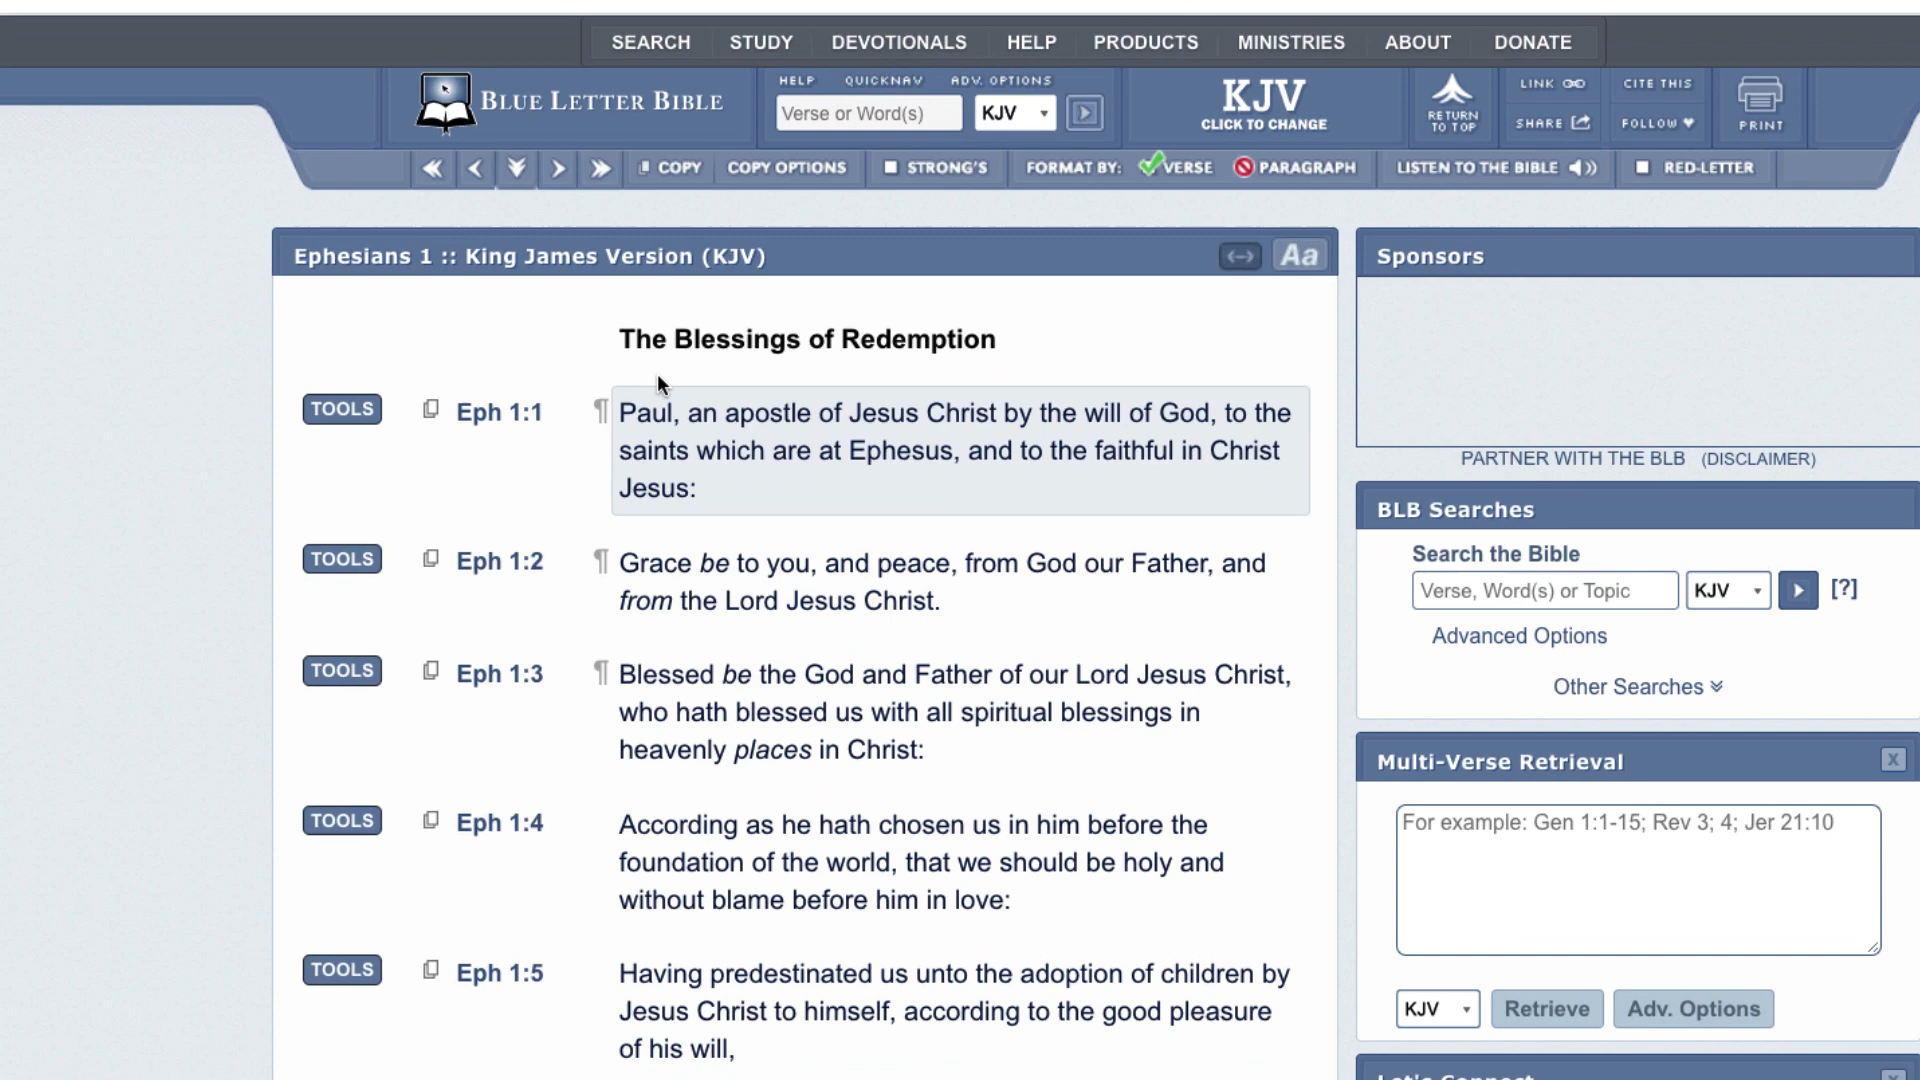 SEARCH STUDY DEVOTIONALS HELP PRODUCTS MINISTRIES ABOUT DONATE
BLUE LETTER BIBLE
HELP QUICKNAV ADV. OPTIONS
Verse or Word(s) KJV
KJV
CLICK TO CHANGE
RETURN
TO TOP
LINK
SHARE
CITE THIS
FOLLOW
PRINT
COPY COPY OPTIONS STRONG'S FORMAT BY: VERSE PARAGRAPH LISTEN TO THE BIBLE RED-LETTER
Ephesians 1 :: King James Version (KJV) Aa
The Blessings of Redemption
TOOLS Eph 1:1 ¶ Paul, an apostle of Jesus Christ by the will of God, to the
saints which are at Ephesus, and to the faithful in Christ
Jesus:
TOOLS Eph 1:2 ¶ Grace be to you, and peace, from God our Father, and
from the Lord Jesus Christ.
TOOLS Eph 1:3 ¶ Blessed be the God and Father of our Lord Jesus Christ,
who hath blessed us with all spiritual blessings in
heavenly places in Christ:
TOOLS Eph 1:4 According as he hath chosen us in him before the
foundation of the world, that we should be holy and
without blame before him in love:
TOOLS Eph 1:5 Having predestinated us unto the adoption of children by
Jesus Christ to himself, according to the good pleasure
of his will,
Sponsors
PARTNER WITH THE BLB (DISCLAIMER)
BLB Searches
Search the Bible
Verse, Word(s) or Topic KJV [?]
Advanced Options
Other Searches
Multi-Verse Retrieval X
For example: Gen 1:1-15; Rev 3; 4; Jer 21:10
KJV Retrieve Adv. Options
Let's Connect